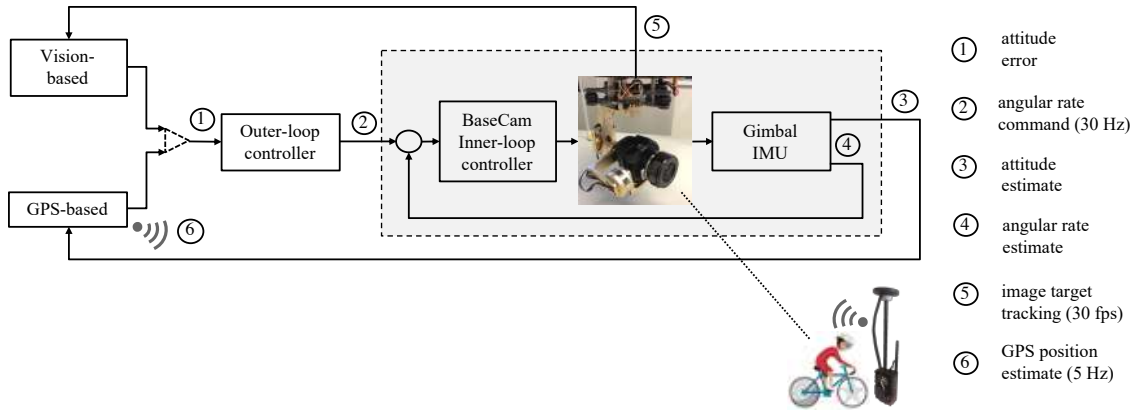 5
Vision-
based
1
Outer-loop
controller
2
BaseCam
Inner-loop
controller
Gimbal
IMU
3
4
GPS-based
6
1 attitude
error
2 angular rate
command (30 Hz)
3 attitude
estimate
4 angular rate
estimate
5 image target
tracking (30 fps)
6 GPS position
estimate (5 Hz)